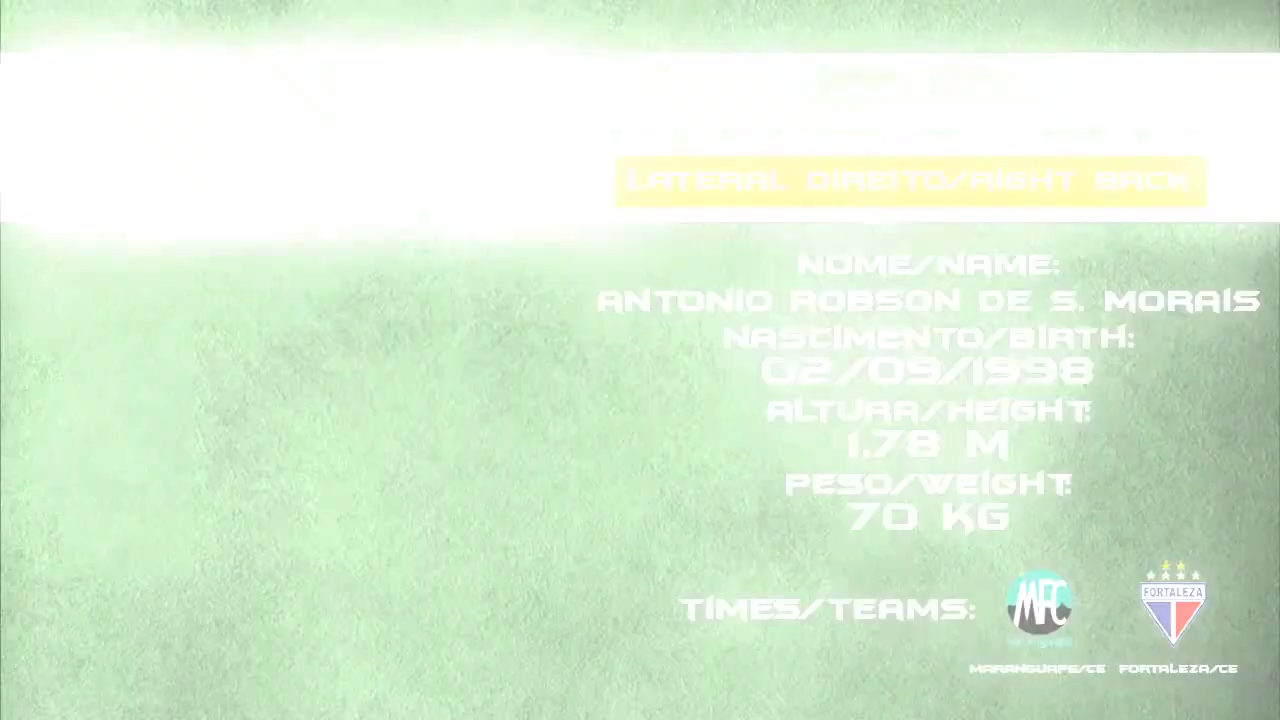 LATERAL DIREITO/RIGHT BACK
NOME/NAME:
ANTONIO ROBSON DE S. MORAIS
NASCIMENTO/BIRTH:
02/09/1998
ALTURA/HEIGHT:
1.78 M
PESO/WEIGHT:
70 KG
TIMES/TEAMS:
MFC
FORTALEZA
MARANGUAPE/CE FORTALEZA/CE